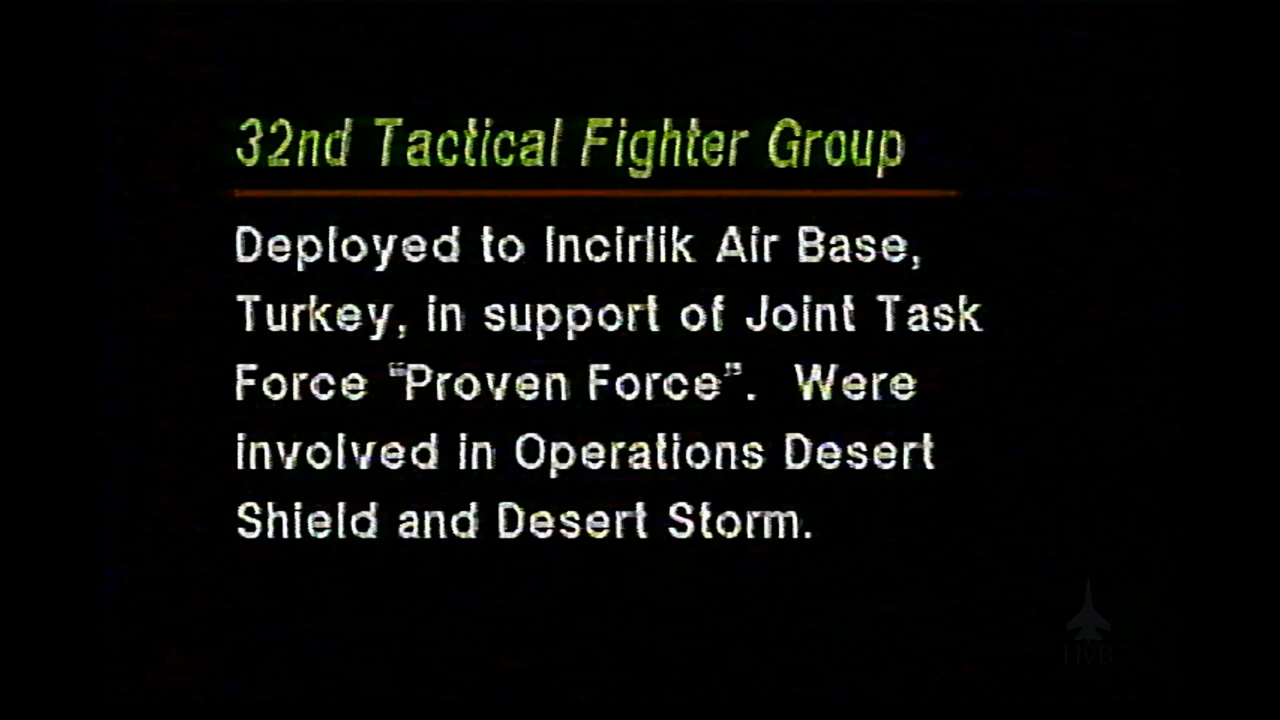 32nd Tactical Fighter Group
Deployed to Incirlik Air Base,
Turkey, in support of Joint Task
Force “Proven Force”.  Were
involved in Operations Desert
Shield and Desert Storm.
HVB